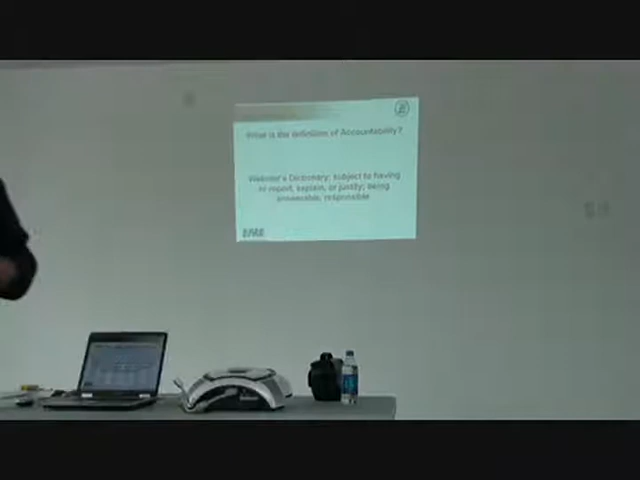 What is the definition of Accountability?
Webster's Dictionary: subject to having
to report, explain, or justify; being
answerable, responsible